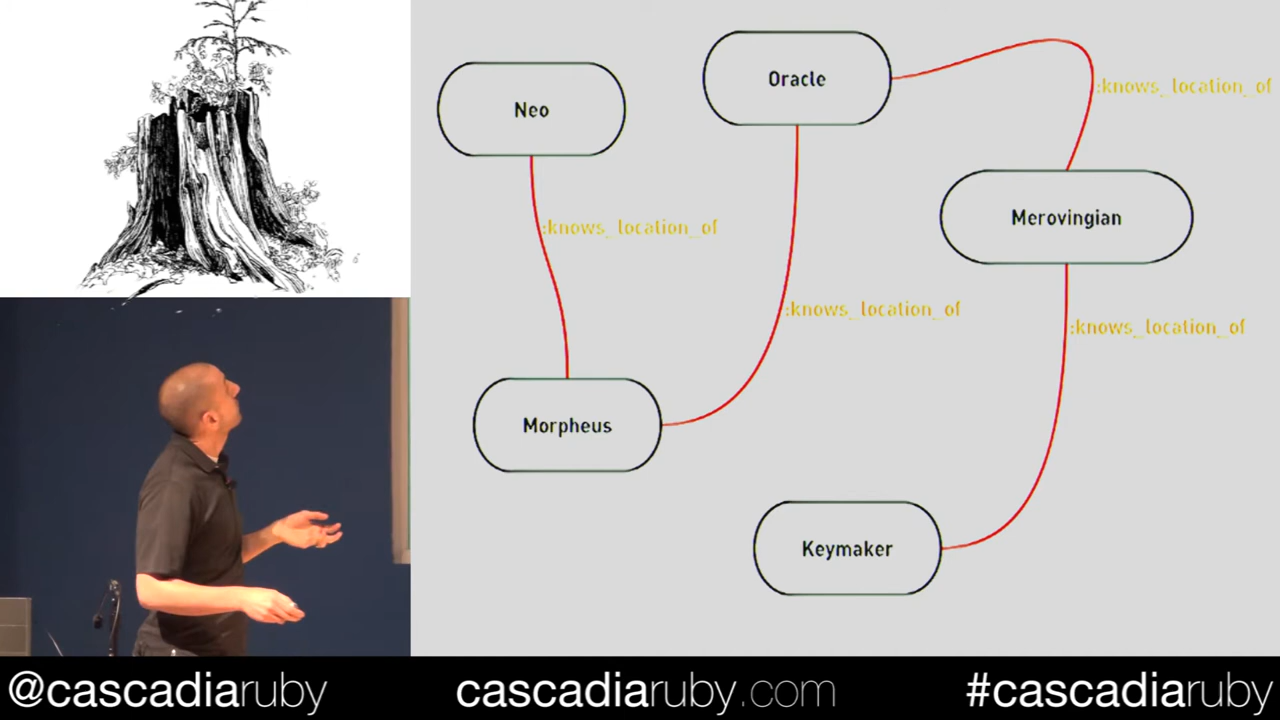 Neo
Oracle
:knows_location_of
Merovingian
:knows_location_of
:knows_location_of
:knows_location_of
Morpheus
Keymaker
@cascadiaruby
cascadiaruby.com
#cascadiaruby